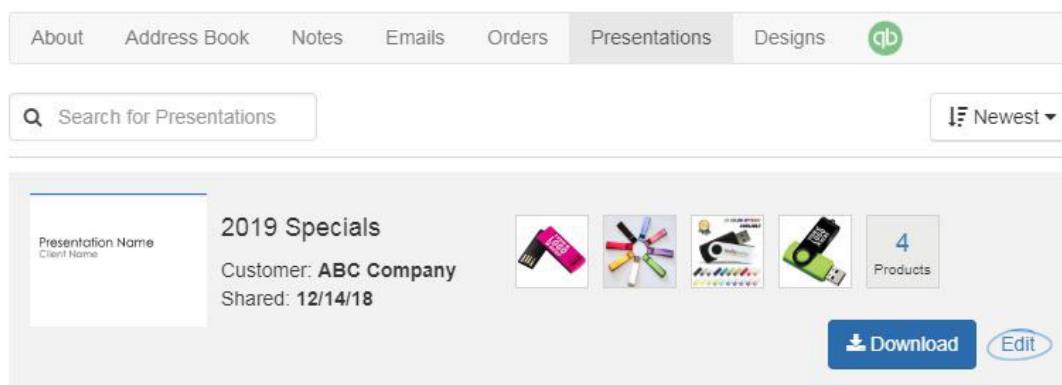 About Address Book Notes Emails Orders Presentations Designs qb
Search for Presentations
Newest
Presentation Name
Client Name
2019 Specials
Customer: ABC Company
Shared: 12/14/18
4
Products
Download Edit